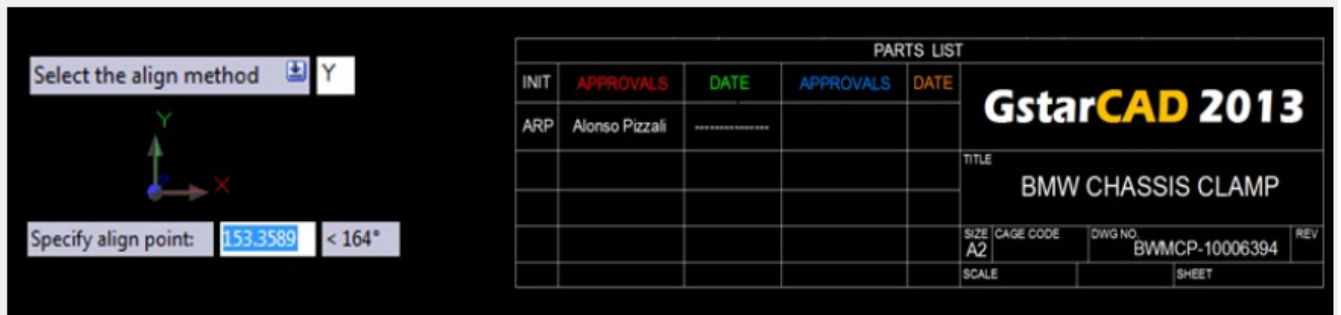 Select the align method Y
Y
X
Z
Specify align point: 153.3589 < 164°
PARTS LIST
INIT APPROVALS DATE APPROVALS DATE
ARP Alonso Pizzali ---------------
GstarCAD 2013
TITLE
BMW CHASSIS CLAMP
SIZE CAGE CODE DWG NO. REV
A2 BWMCP-10006394
SCALE SHEET